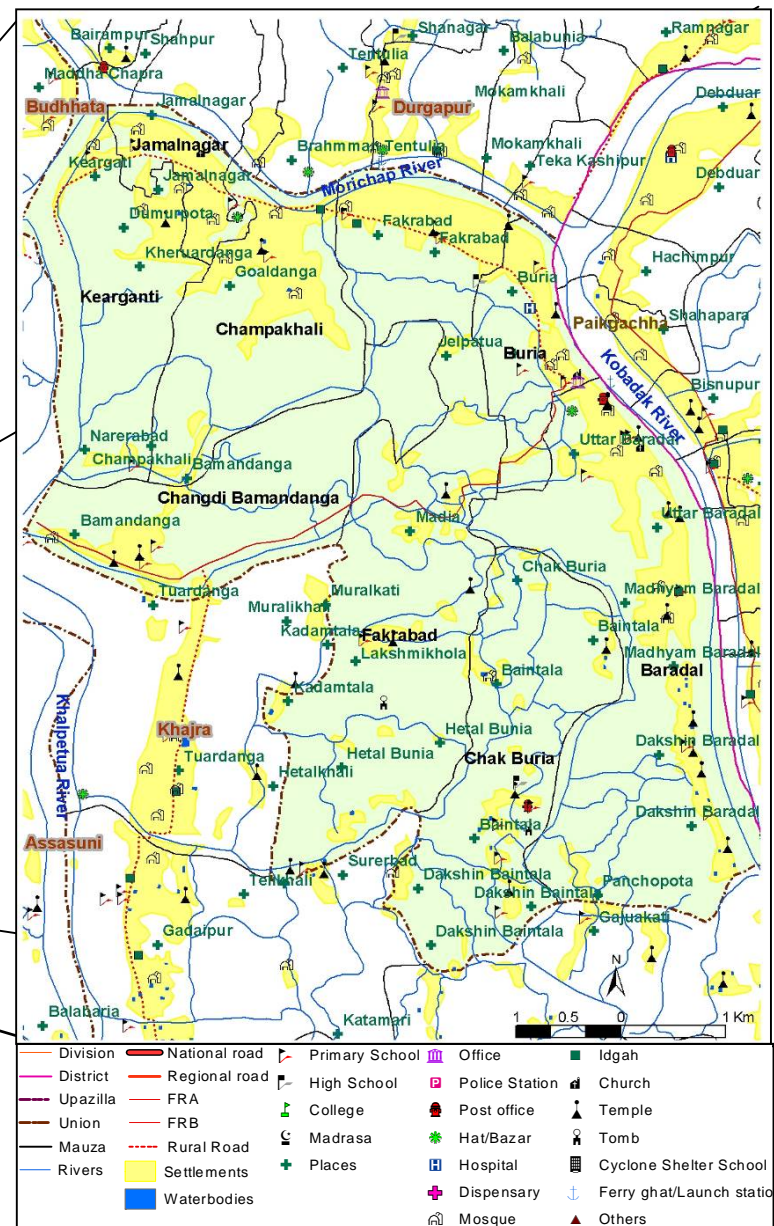 Bairampur
Shahpur
Shanagar
Balabunia
Ramnagar
Tentulia
Maddha Chapra
Mokamkhali
Debduar
Budhhata
Jamalnagar
Durgapur
Jamalnagar
Brahmman Tentulia
Mokamkhali
Keargati
Teka Kashipur
Jamalnagar
Morichap River
Debduar
Dumurpota
Fakrabad
Fakrabad
Kheruardanga
Goaldanga
Hachimpur
Buria
Kearganti
Champakhali
Paikgachha
Shahapara
Jelpatua
Buria
Kobadak River
Bisnupur
Narerabad
Uttar Baradal
Champakhali
Bamandanga
Changdi Bamandanga
Bamandanga
Madia
Uttar Baradal
Chak Buria
Tuardanga
Muralkati
Madhyam Baradal
Muralikhali
Kadamtala
Fakrabad
Baintala
Lakshmikhola
Madhyam Baradal
Baintala
Baradal
Kadamtala
Khalpetua River
Khajra
Hetal Bunia
Dakshin Baradal
Tuardanga
Hetal Bunia
Chak Buria
Hetalkhali
Dakshin Baradal
Assasuni
Baintala
Surerbad
Tenkhali
Dakshin Baintala
Panchopota
Dakshin Baintala
Gajuakati
Gadaipur
Dakshin Baintala
N
Balabaria
Katamari
1 0.5 0 1 Km
Division
National road
Primary School
Office
Idgah
District
Regional road
High School
Police Station
Church
Upazilla
FRA
College
Post office
Temple
Union
FRB
Madrasa
Hat/Bazar
Tomb
Mauza
Rural Road
Places
Hospital
Cyclone Shelter School
Rivers
Settlements
Dispensary
Ferry ghat/Launch statio
Waterbodies
Mosque
Others